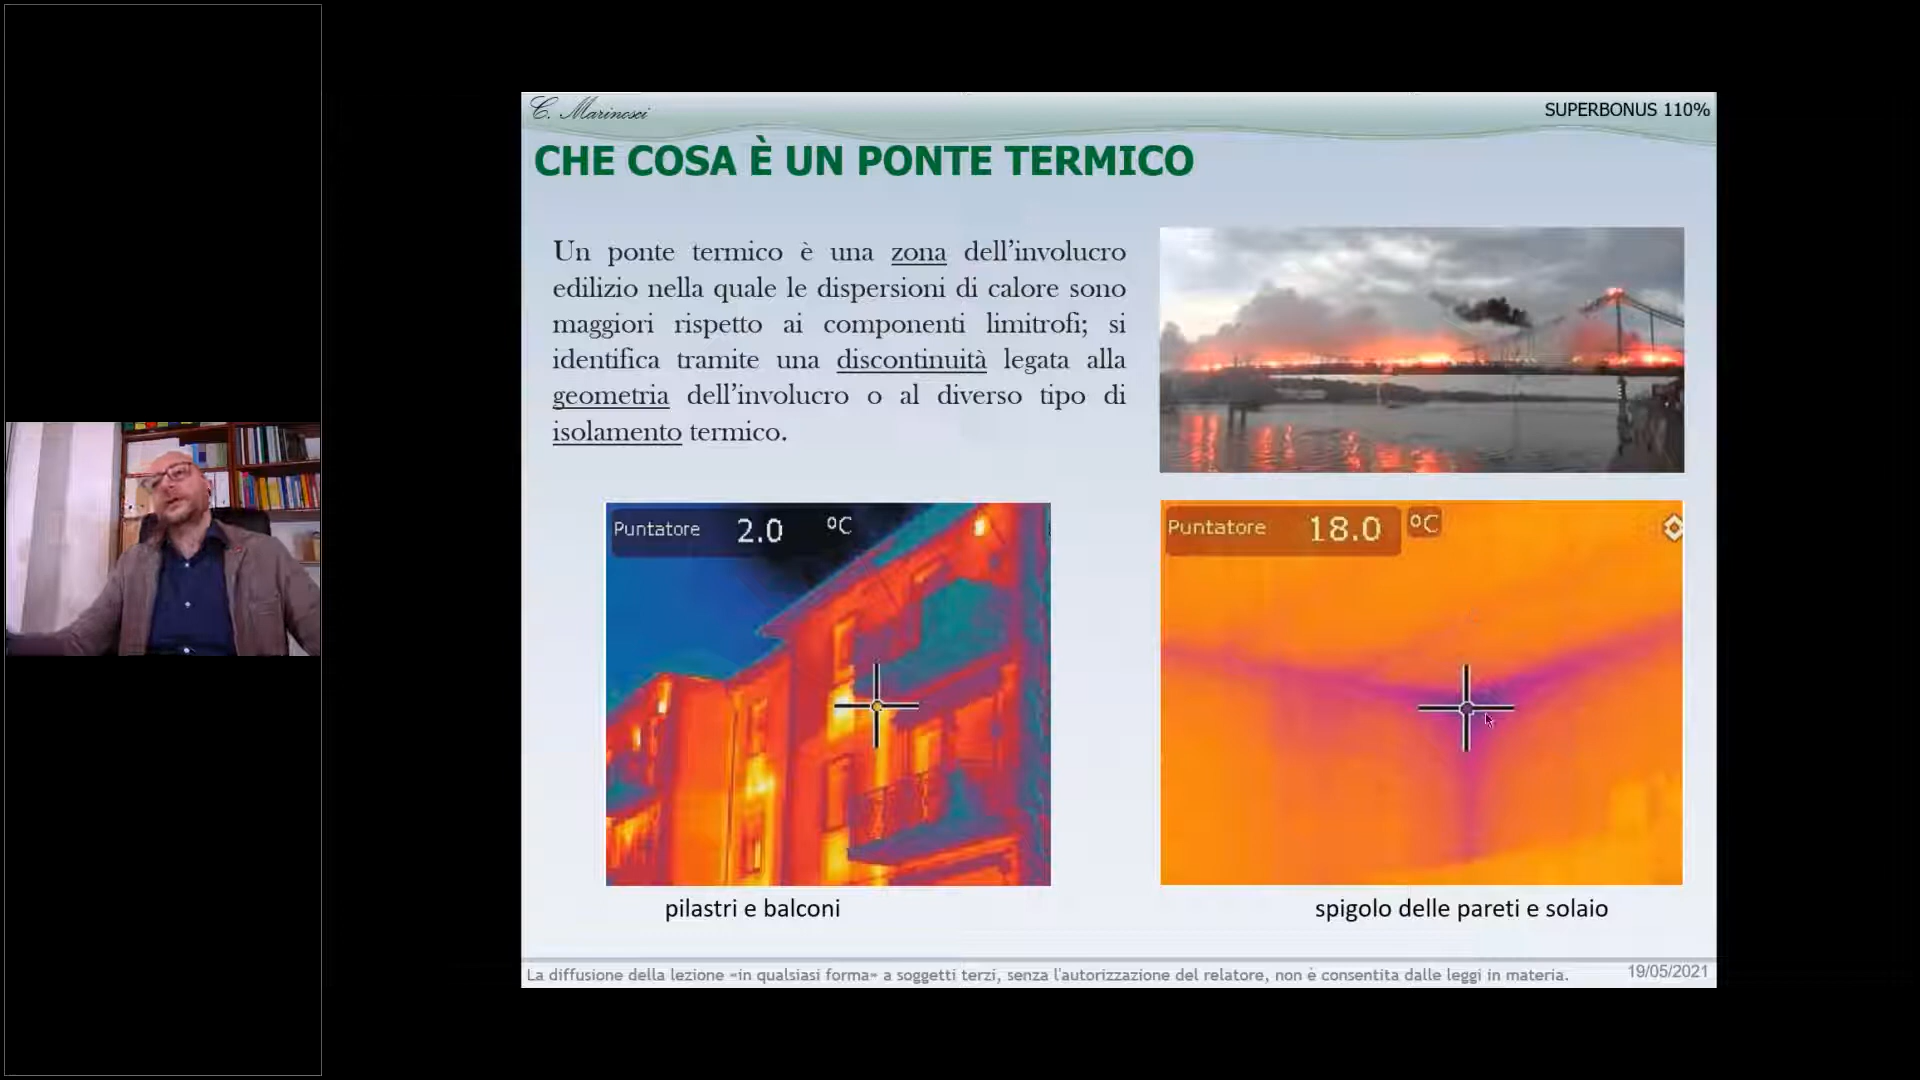 C. Marinosci
SUPERBONUS 110%
CHE COSA È UN PONTE TERMICO
Un ponte termico è una zona dell'involucro
edilizio nella quale le dispersioni di calore sono
maggiori rispetto ai componenti limitrofi; si
identifica tramite una discontinuità legata alla
geometria dell'involucro o al diverso tipo di
isolamento termico.
Puntatore 2.0 ºC
Puntatore 18.0 ºC
pilastri e balconi
spigolo delle pareti e solaio
La diffusione della lezione «in qualsiasi forma» a soggetti terzi, senza l'autorizzazione del relatore, non è consentita dalle leggi in materia.
19/05/2021